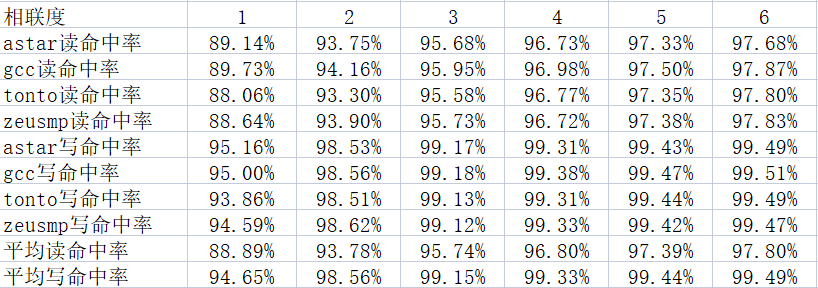 相联度 1 2 3 4 5 6
astar读命中率 89.14% 93.75% 95.68% 96.73% 97.33% 97.68%
gcc读命中率 89.73% 94.16% 95.95% 96.98% 97.50% 97.87%
tonto读命中率 88.06% 93.30% 95.58% 96.77% 97.35% 97.80%
zeusmp读命中率 88.64% 93.90% 95.73% 96.72% 97.38% 97.83%
astar写命中率 95.16% 98.53% 99.17% 99.31% 99.43% 99.49%
gcc写命中率 95.00% 98.56% 99.18% 99.38% 99.47% 99.51%
tonto写命中率 93.86% 98.51% 99.13% 99.31% 99.44% 99.49%
zeusmp写命中率 94.59% 98.62% 99.12% 99.33% 99.42% 99.47%
平均读命中率 88.89% 93.78% 95.74% 96.80% 97.39% 97.80%
平均写命中率 94.65% 98.56% 99.15% 99.33% 99.44% 99.49%